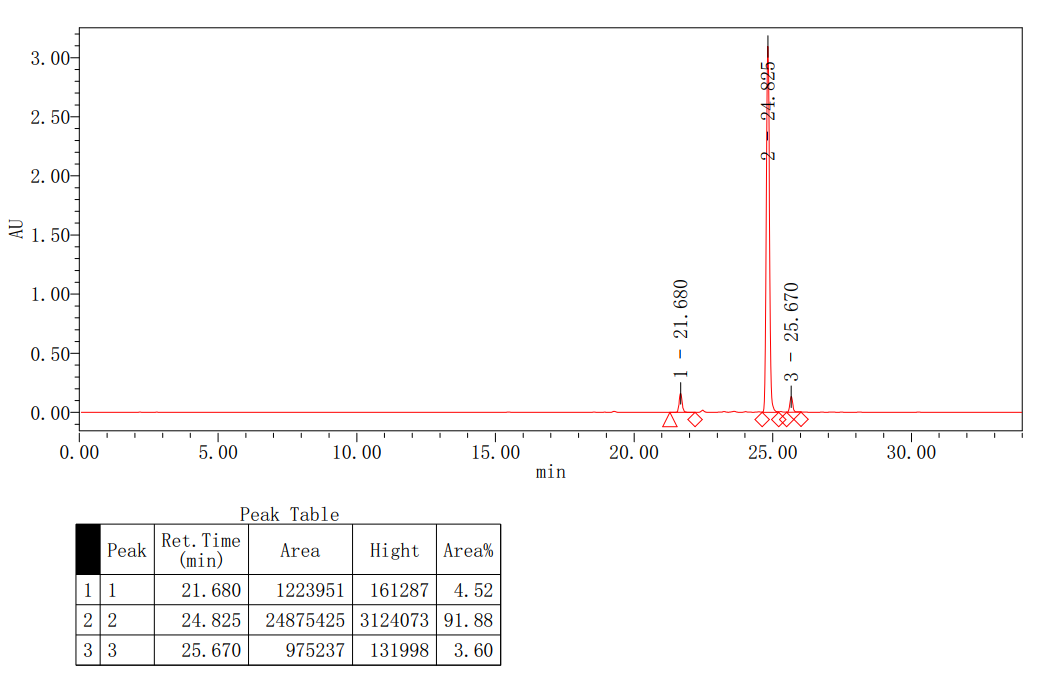 3.00
2.50
2.00
1.50
1.00
0.50
0.00
AU
2 - 24.825
1 - 21.680
3 - 25.670
0.00 5.00 10.00 15.00 20.00 25.00 30.00
min
Peak Table
Peak Ret.Time (min) Area Hight Area%
1 1 21.680 1223951 161287 4.52
2 2 24.825 24875425 3124073 91.88
3 3 25.670 975237 131998 3.60